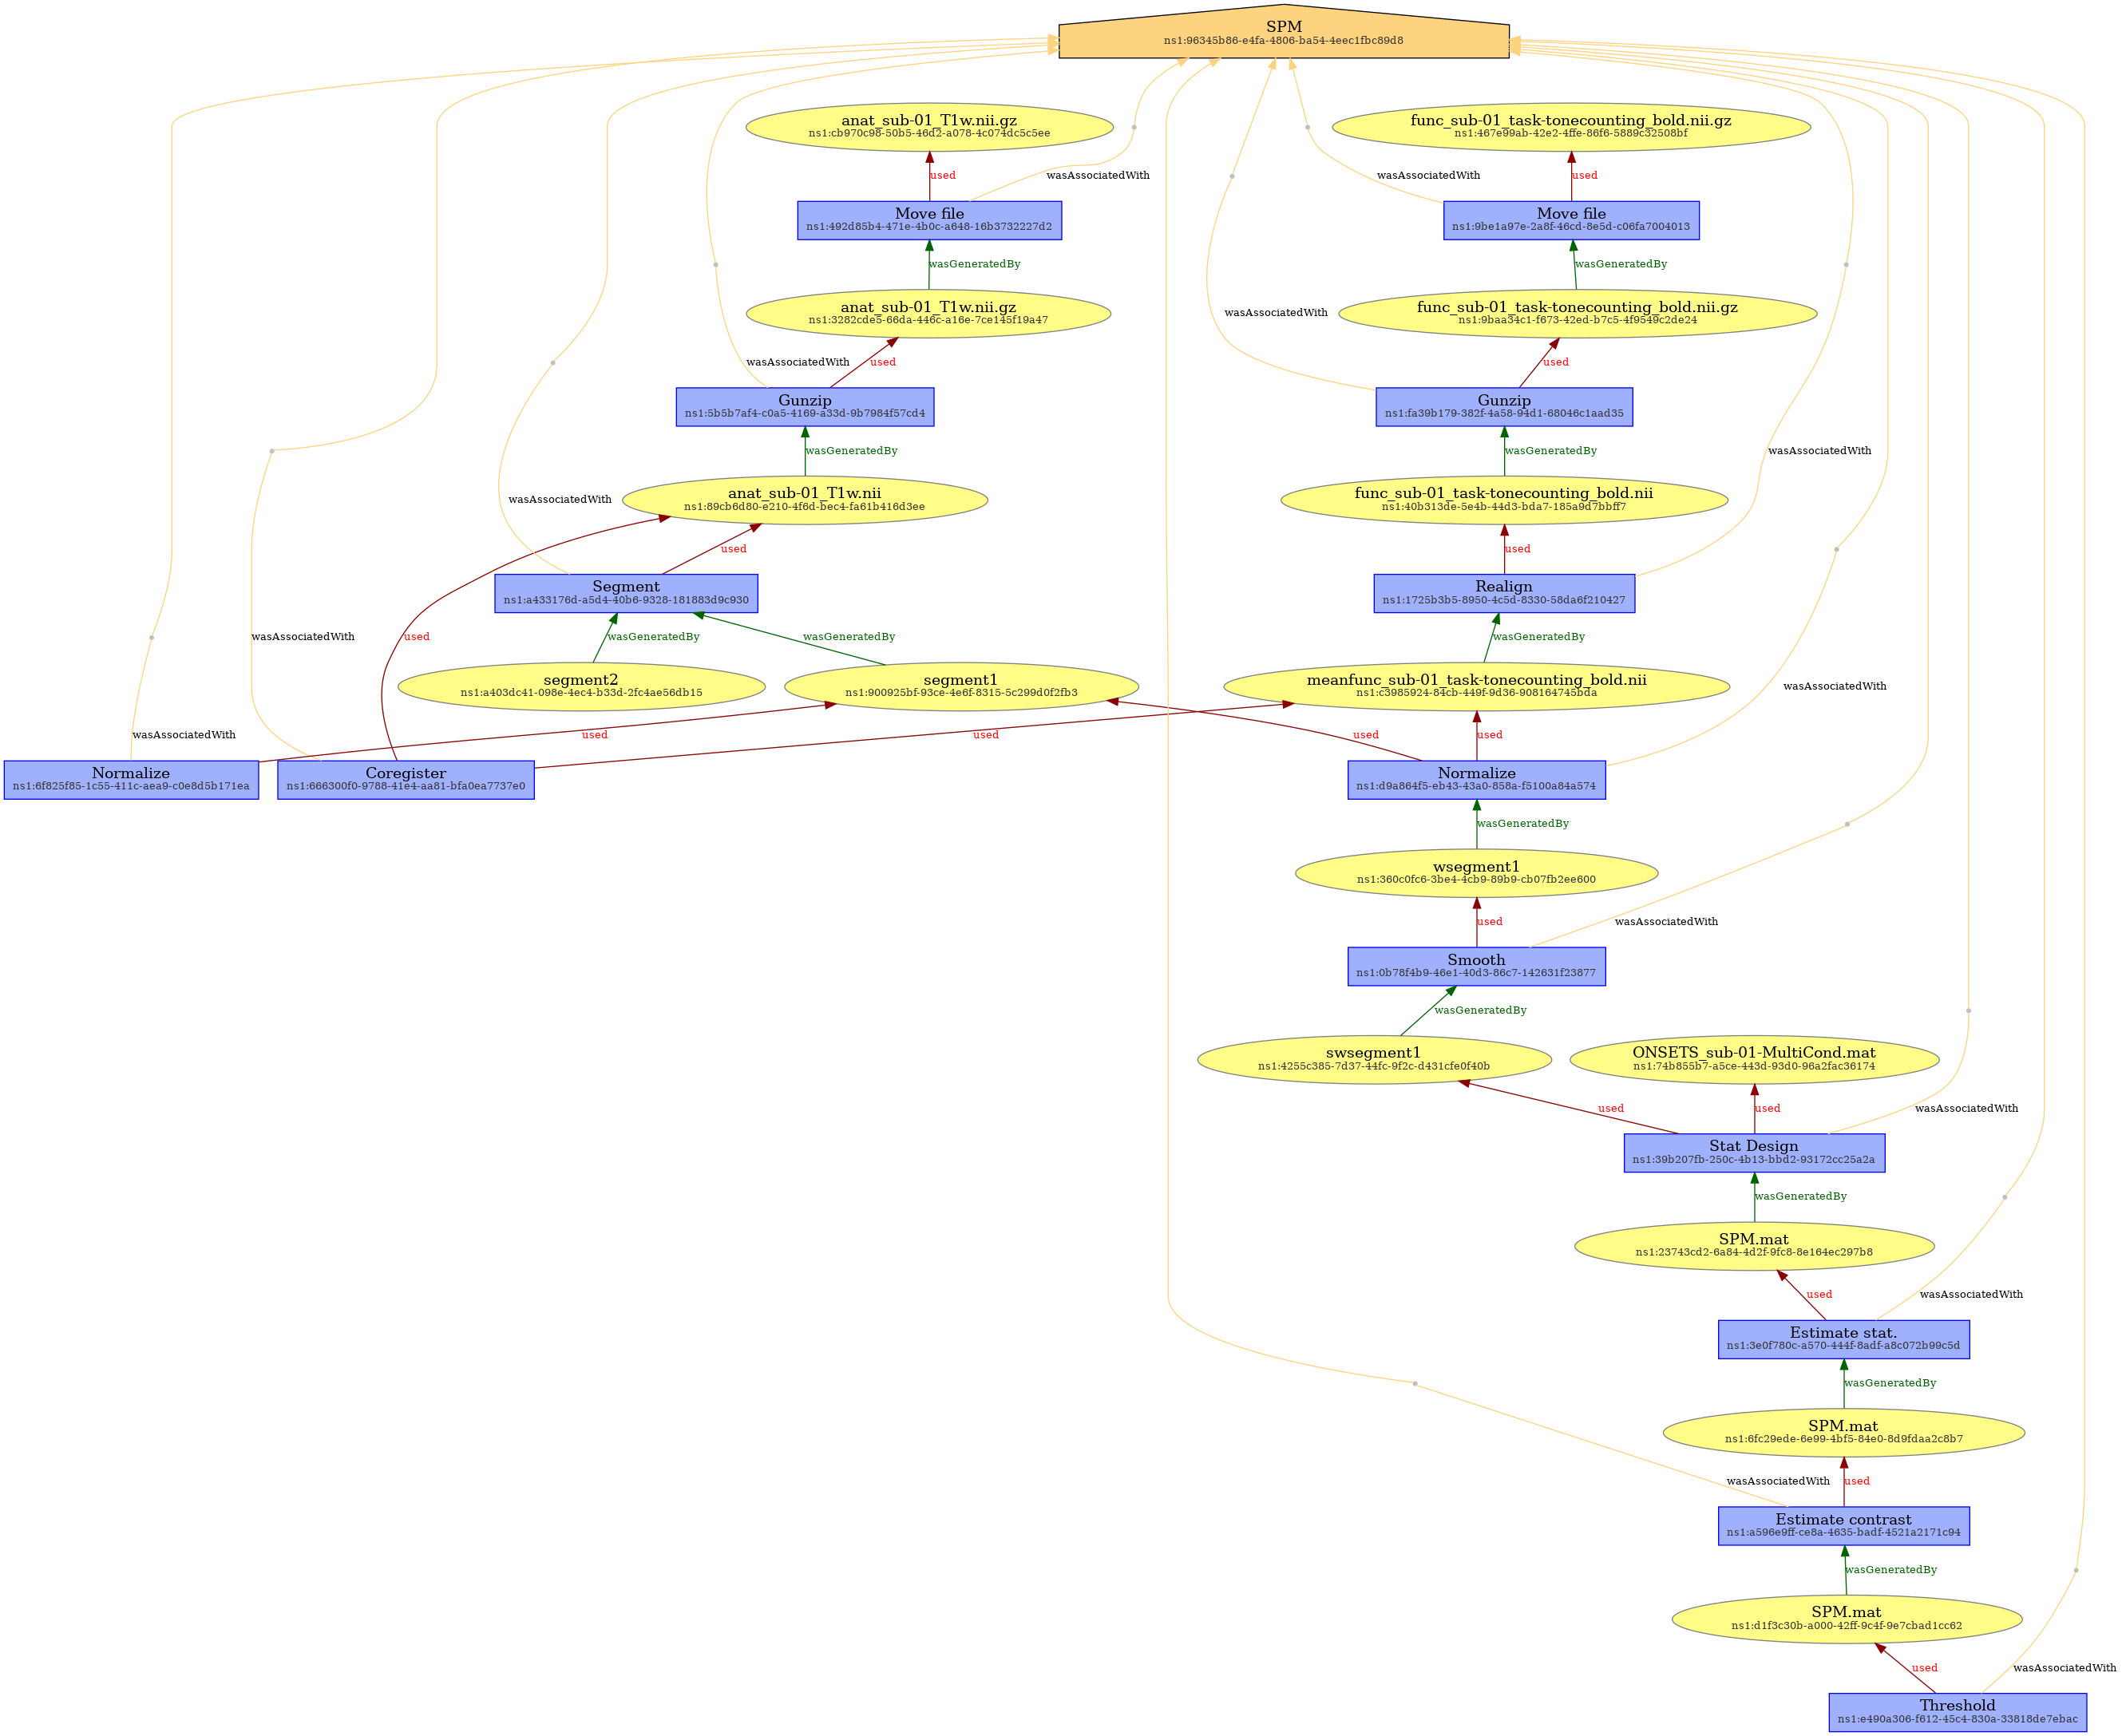 SPM
ns1:96345b86-e4fa-4806-ba54-4eec1fbc89d8
anat_sub-01_T1w.nii.gz
ns1:cb970c98-50b5-46d2-a078-4c074dc5c5ee
func_sub-01_task-tonecounting_bold.nii.gz
ns1:467e99ab-42e2-4ffe-86f6-5889c32508bf
used
wasAssociatedWith
wasAssociatedWith
used
Move file
ns1:492d85b4-471e-4b0c-a648-16b3732227d2
Move file
ns1:9be1a97e-2a8f-46cd-8e5d-c06fa7004013
wasGeneratedBy
wasGeneratedBy
anat_sub-01_T1w.nii.gz
ns1:3282cde5-66da-446c-a16e-7ce145f19a47
func_sub-01_task-tonecounting_bold.nii.gz
ns1:9baa34c1-f673-42ed-b7c5-4f9549c2de24
wasAssociatedWith
wasAssociatedWith
used
used
Gunzip
ns1:5b5b7af4-c0a5-4169-a33d-9b7984f57cd4
Gunzip
ns1:fa39b179-382f-4a58-94d1-68046c1aad35
wasGeneratedBy
wasGeneratedBy
wasAssociatedWith
wasAssociatedWith
anat_sub-01_T1w.nii
ns1:89cb6d80-e210-4f6d-bec4-fa61b416d3ee
func_sub-01_task-tonecounting_bold.nii
ns1:40b313de-5e4b-44d3-bda7-185a9d7bbff7
used
used
Segment
ns1:a433176d-a5d4-40b6-9328-181883d9c930
Realign
ns1:1725b3b5-8950-4c5d-8330-58da6f210427
wasAssociatedWith
used
wasGeneratedBy
wasGeneratedBy
wasGeneratedBy
segment2
ns1:a403dc41-098e-4ec4-b33d-2fc4ae56db15
segment1
ns1:900925bf-93ce-4e6f-8315-5c299d0f2fb3
meanfunc_sub-01_task-tonecounting_bold.nii
ns1:c3985924-84cb-449f-9d36-908164745bda
wasAssociatedWith
wasAssociatedWith
used
used
used
used
Normalize
ns1:6f825f85-1c55-411c-aea9-c0e8d5b171ea
Coregister
ns1:666300f0-9788-41e4-aa81-bfa0ea7737e0
Normalize
ns1:d9a864f5-eb43-43a0-858a-f5100a84a574
wasGeneratedBy
wsegment1
ns1:360c0fc6-3be4-4cb9-89b9-cb07fb2ee600
used
wasAssociatedWith
Smooth
ns1:0b78f4b9-46e1-40d3-86c7-142631f23877
wasGeneratedBy
swsegment1
ns1:4255c385-7d37-44fc-9f2c-d431cfe0f40b
ONSETS_sub-01-MultiCond.mat
ns1:74b855b7-a5ce-443d-93d0-96a2fac36174
used
used
wasAssociatedWith
Stat Design
ns1:39b207fb-250c-4b13-bbd2-93172cc25a2a
wasGeneratedBy
SPM.mat
ns1:23743cd2-6a84-4d2f-9fc8-8e164ec297b8
used
wasAssociatedWith
Estimate stat.
ns1:3e0f780c-a570-444f-8adf-a8c072b99c5d
wasGeneratedBy
SPM.mat
ns1:6fc29ede-6e99-4bf5-84e0-8d9fdaa2c8b7
wasAssociatedWith
used
Estimate contrast
ns1:a596e9ff-ce8a-4635-badf-4521a2171c94
wasGeneratedBy
SPM.mat
ns1:d1f3c30b-a000-42ff-9c4f-9e7cbad1cc62
used
wasAssociatedWith
Threshold
ns1:e490a306-f612-45c4-830a-33818de7ebac